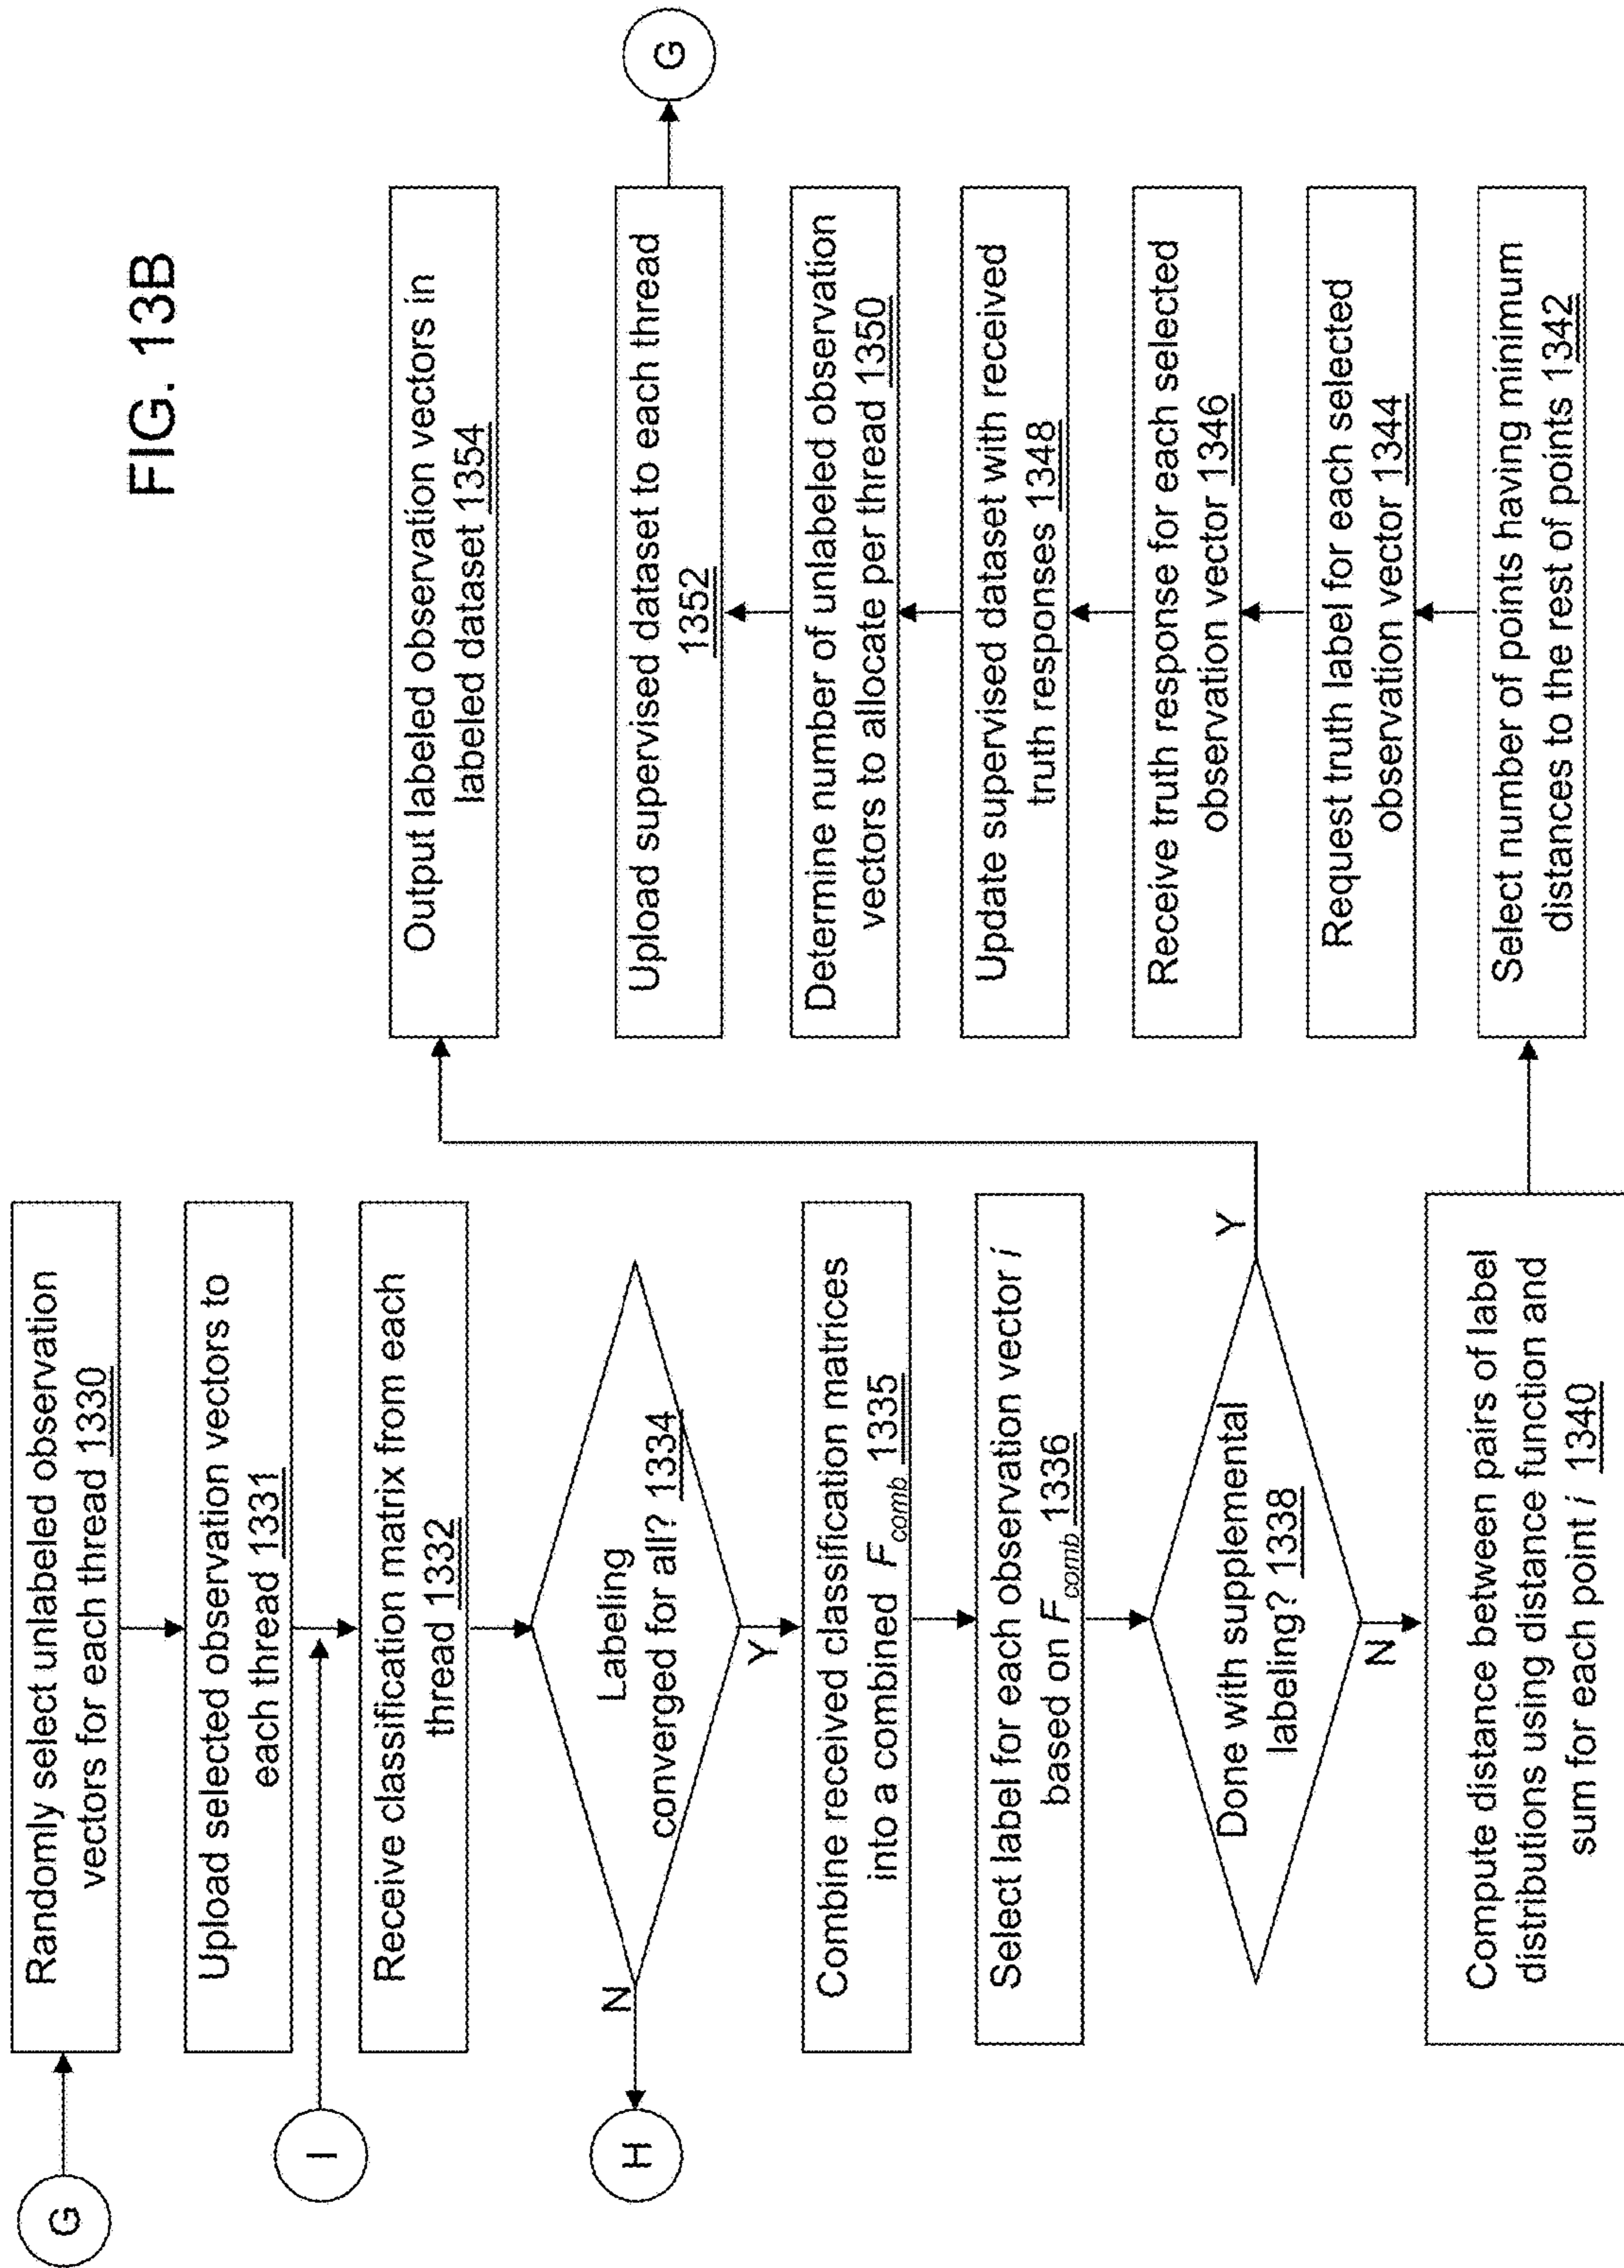 FIG. 13B
G
Randomly select unlabeled observation
vectors for each thread 1330
Upload selected observation vectors to
each thread 1331
I
Receive classification matrix from each
thread 1332
Labeling
converged for all? 1334
N
H
Y
Combine received classification matrices
into a combined F_comb 1335
Select label for each observation vector i
based on F_comb 1336
Done with supplemental
labeling? 1338
Y
N
Compute distance between pairs of label
distributions using distance function and
sum for each point i 1340
Output labeled observation vectors in
labeled dataset 1354
Upload supervised dataset to each thread
1352
G
Determine number of unlabeled observation
vectors to allocate per thread 1350
Update supervised dataset with received
truth responses 1348
Receive truth response for each selected
observation vector 1346
Request truth label for each selected
observation vector 1344
Select number of points having minimum
distances to the rest of points 1342